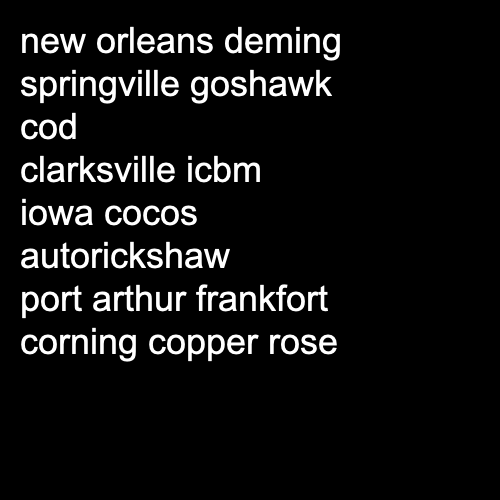 new orleans deming
springville goshawk
cod
clarksville icbm
iowa cocos
autorickshaw
port arthur frankfort
corning copper rose